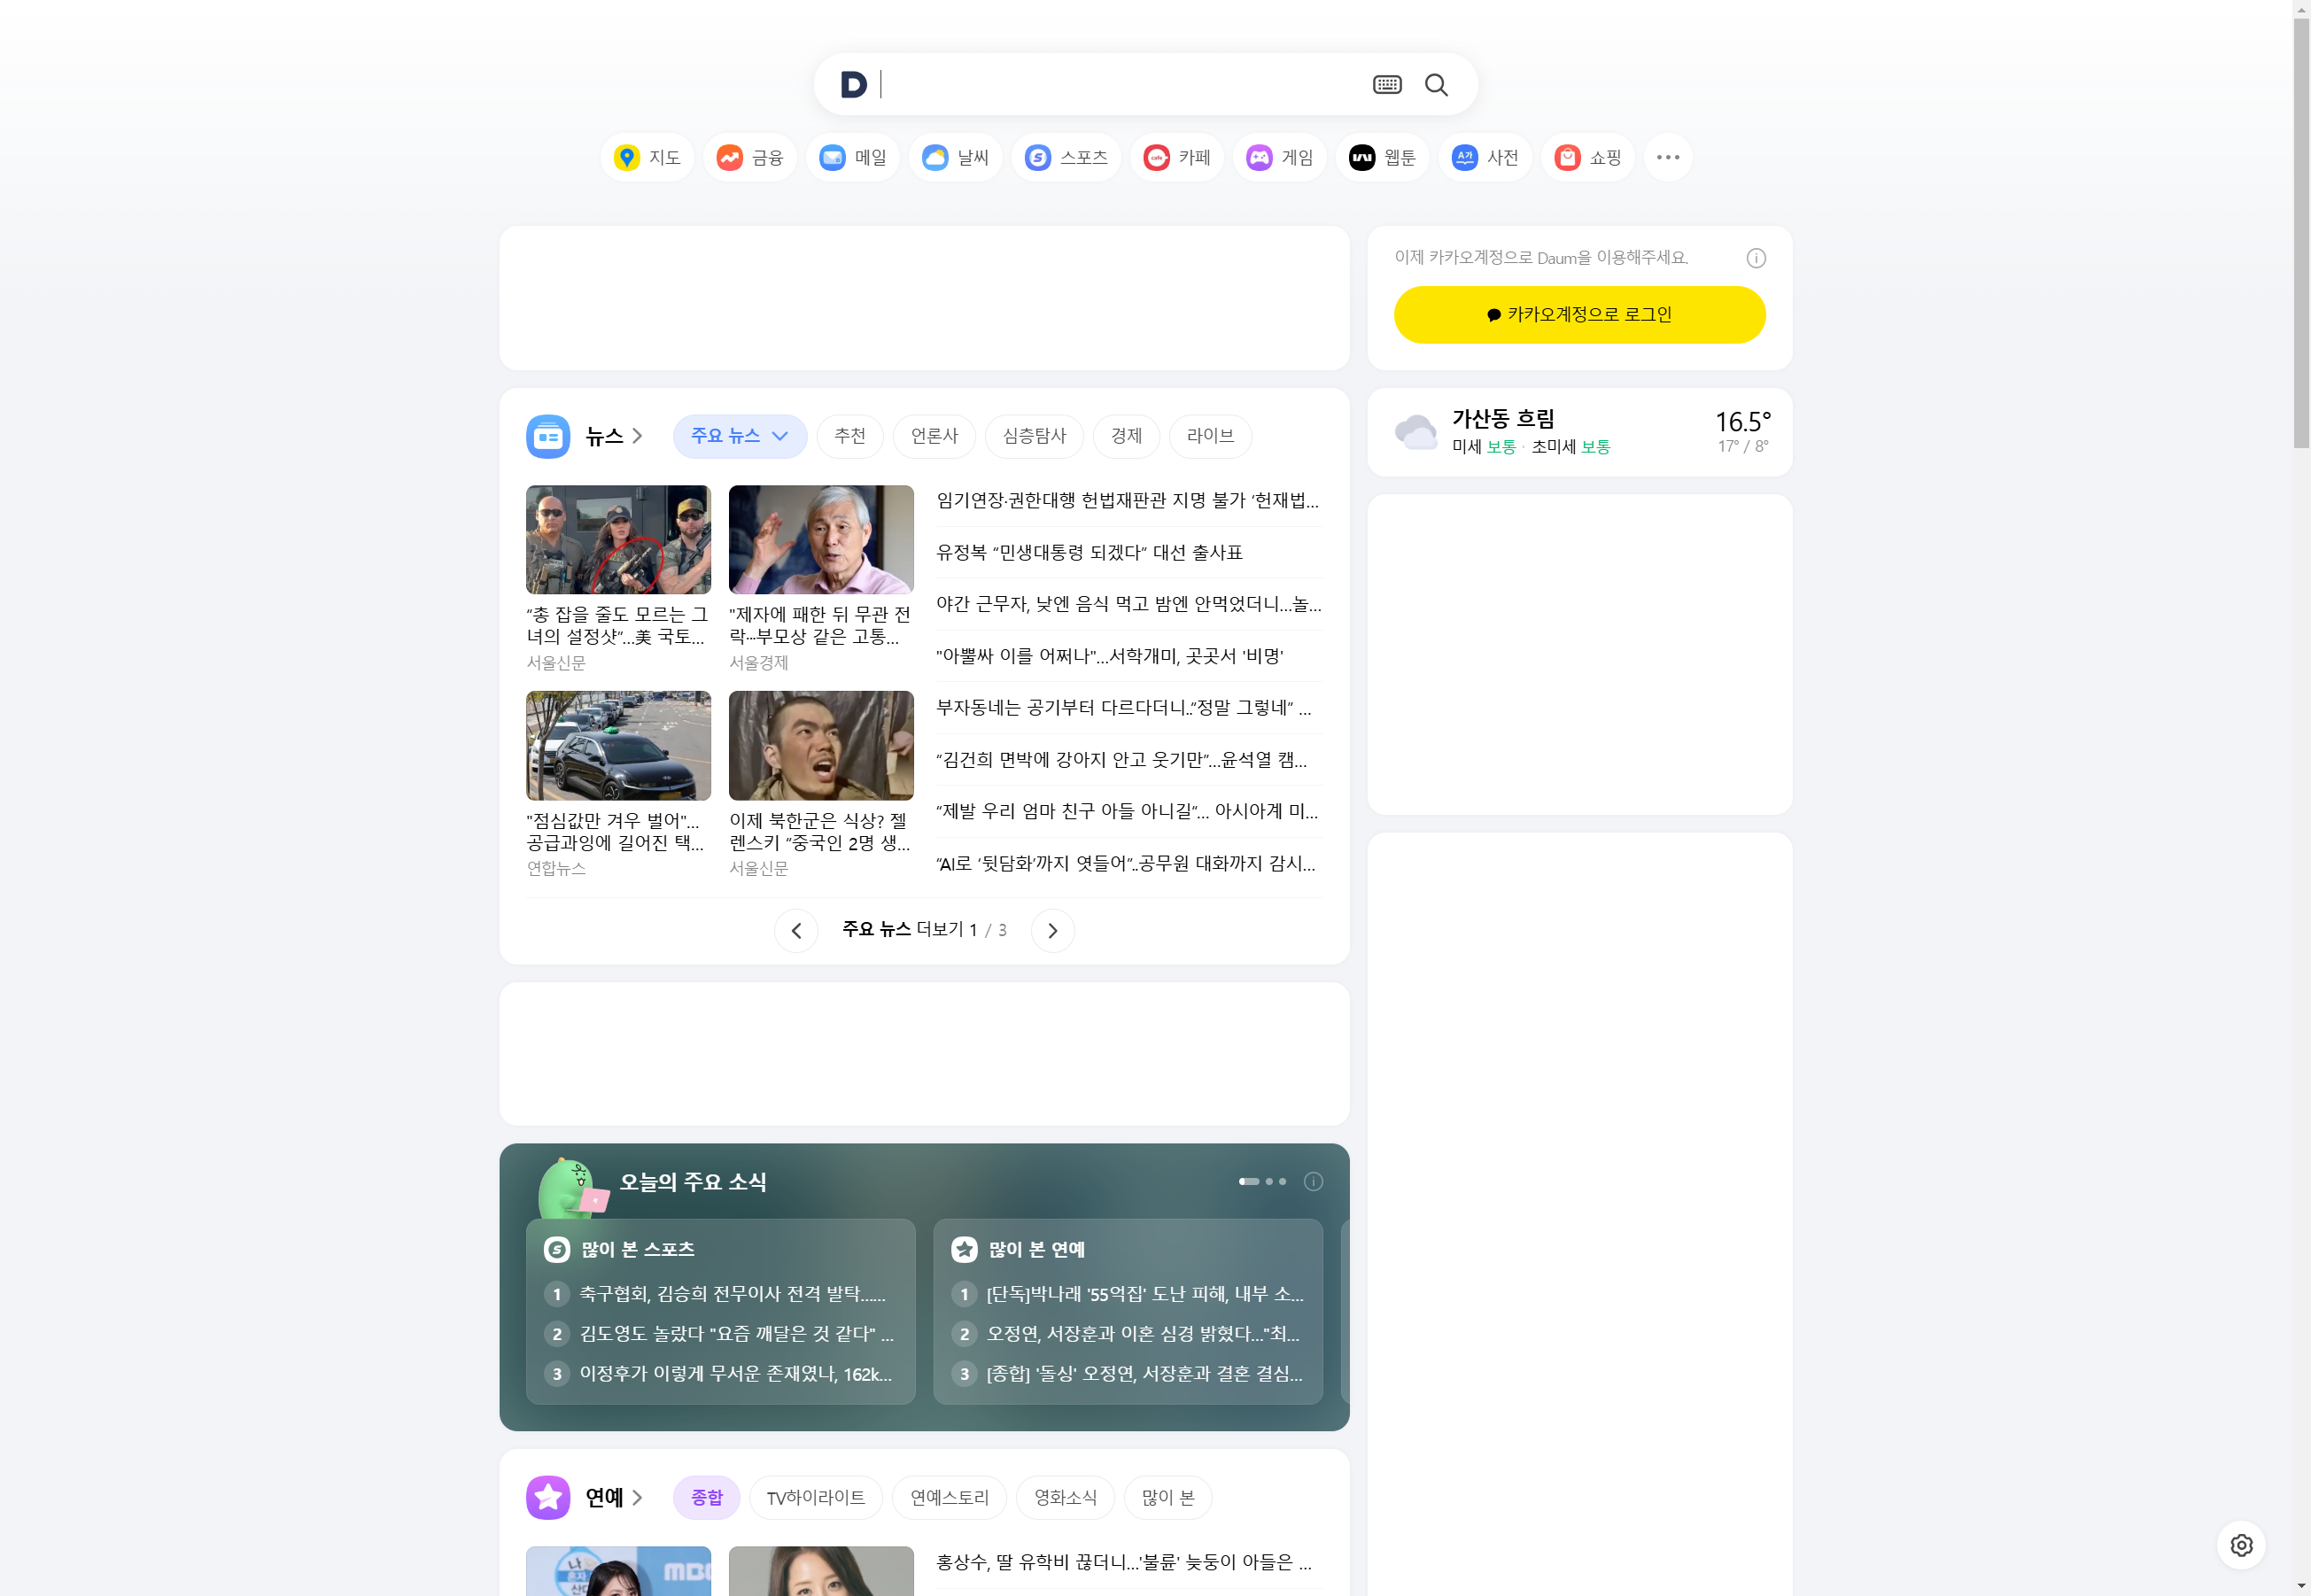 D
지도
금융
메일
날씨
스포츠
cafe
카페
게임
웹툰
A가
사전
쇼핑
이제 카카오계정으로 Daum을 이용해주세요.
카카오계정으로 로그인
뉴스
주요 뉴스
추천
언론사
심층탐사
경제
라이브
가산동 흐림
16.5°
미세 보통 · 초미세 보통
17° / 8°
“총 잡을 줄도 모르는 그
녀의 설정샷”…美 국토…
서울신문
"제자에 패한 뒤 무관 전
락…부모상 같은 고통…
서울경제
"점심값만 겨우 벌어"…
공급과잉에 길어진 택…
연합뉴스
이제 북한군은 식상? 젤
렌스키 “중국인 2명 생…
서울신문
임기연장·권한대행 헌법재판관 지명 불가 ‘헌재법…
유정복 “민생대통령 되겠다” 대선 출사표
야간 근무자, 낮엔 음식 먹고 밤엔 안먹었더니…놀…
"아뿔싸 이를 어쩌나"…서학개미, 곳곳서 '비명'
부자동네는 공기부터 다르다더니..“정말 그렇네” …
“김건희 면박에 강아지 안고 웃기만”…윤석열 캠…
“제발 우리 엄마 친구 아들 아니길”… 아시아계 미…
“AI로 ‘뒷담화’까지 엿들어”..공무원 대화까지 감시…
주요 뉴스 더보기 1 / 3
오늘의 주요 소식
많이 본 스포츠
1 축구협회, 김승희 전무이사 전격 발탁……
2 김도영도 놀랐다 "요즘 깨달은 것 같다" …
3 이정후가 이렇게 무서운 존재였나, 162k…
많이 본 연예
1 [단독]박나래 '55억집' 도난 피해, 내부 소…
2 오정연, 서장훈과 이혼 심경 밝혔다…"최…
3 [종합] '돌싱' 오정연, 서장훈과 결혼 결심…
연예
종합
TV하이라이트
연예스토리
영화소식
많이 본
홍상수, 딸 유학비 끊더니…'불륜' 늦둥이 아들은 …